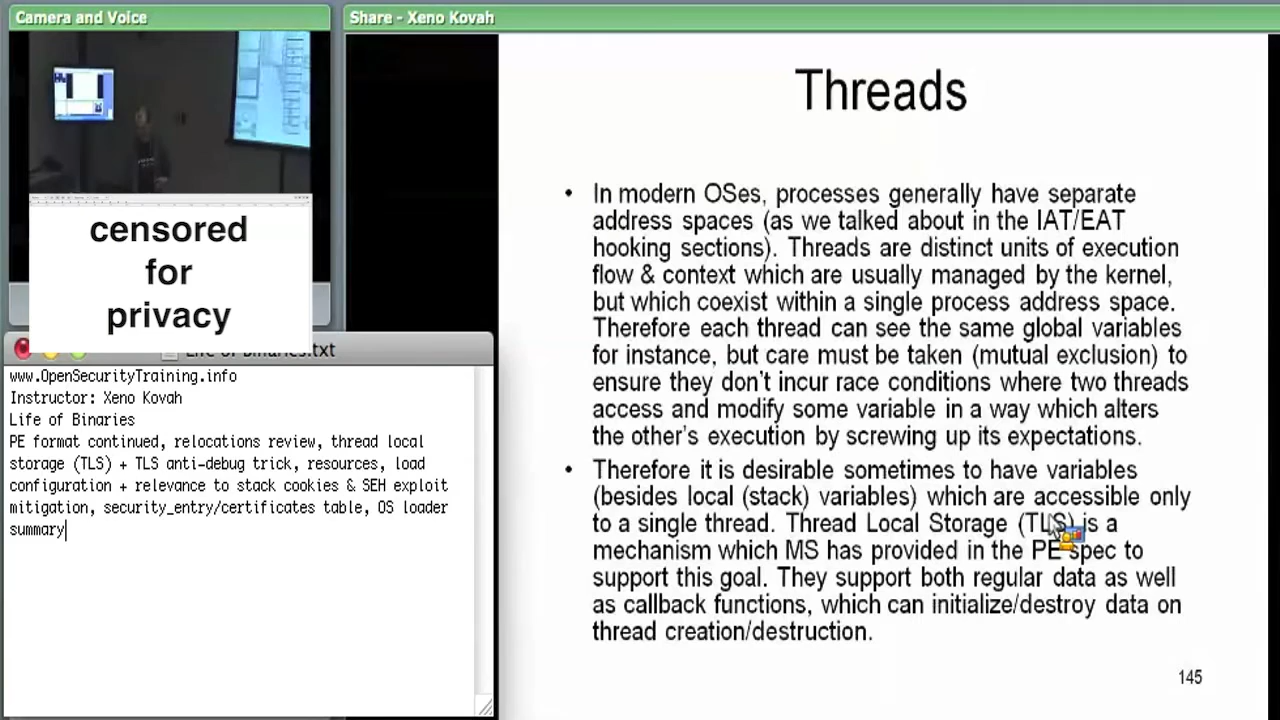 Camera and Voice
Share - Xeno Kovah
censored
for
privacy
Life of Binaries.txt
www.OpenSecurityTraining.info
Instructor: Xeno Kovah
Life of Binaries
PE format continued, relocations review, thread local
storage (TLS) + TLS anti-debug trick, resources, load
configuration + relevance to stack cookies & SEH exploit
mitigation, security_entry/certificates table, OS loader
summary
Threads
• In modern OSes, processes generally have separate
address spaces (as we talked about in the IAT/EAT
hooking sections). Threads are distinct units of execution
flow & context which are usually managed by the kernel,
but which coexist within a single process address space.
Therefore each thread can see the same global variables
for instance, but care must be taken (mutual exclusion) to
ensure they don't incur race conditions where two threads
access and modify some variable in a way which alters
the other's execution by screwing up its expectations.
• Therefore it is desirable sometimes to have variables
(besides local (stack) variables) which are accessible only
to a single thread. Thread Local Storage (TLS) is a
mechanism which MS has provided in the PE spec to
support this goal. They support both regular data as well
as callback functions, which can initialize/destroy data on
thread creation/destruction.
145